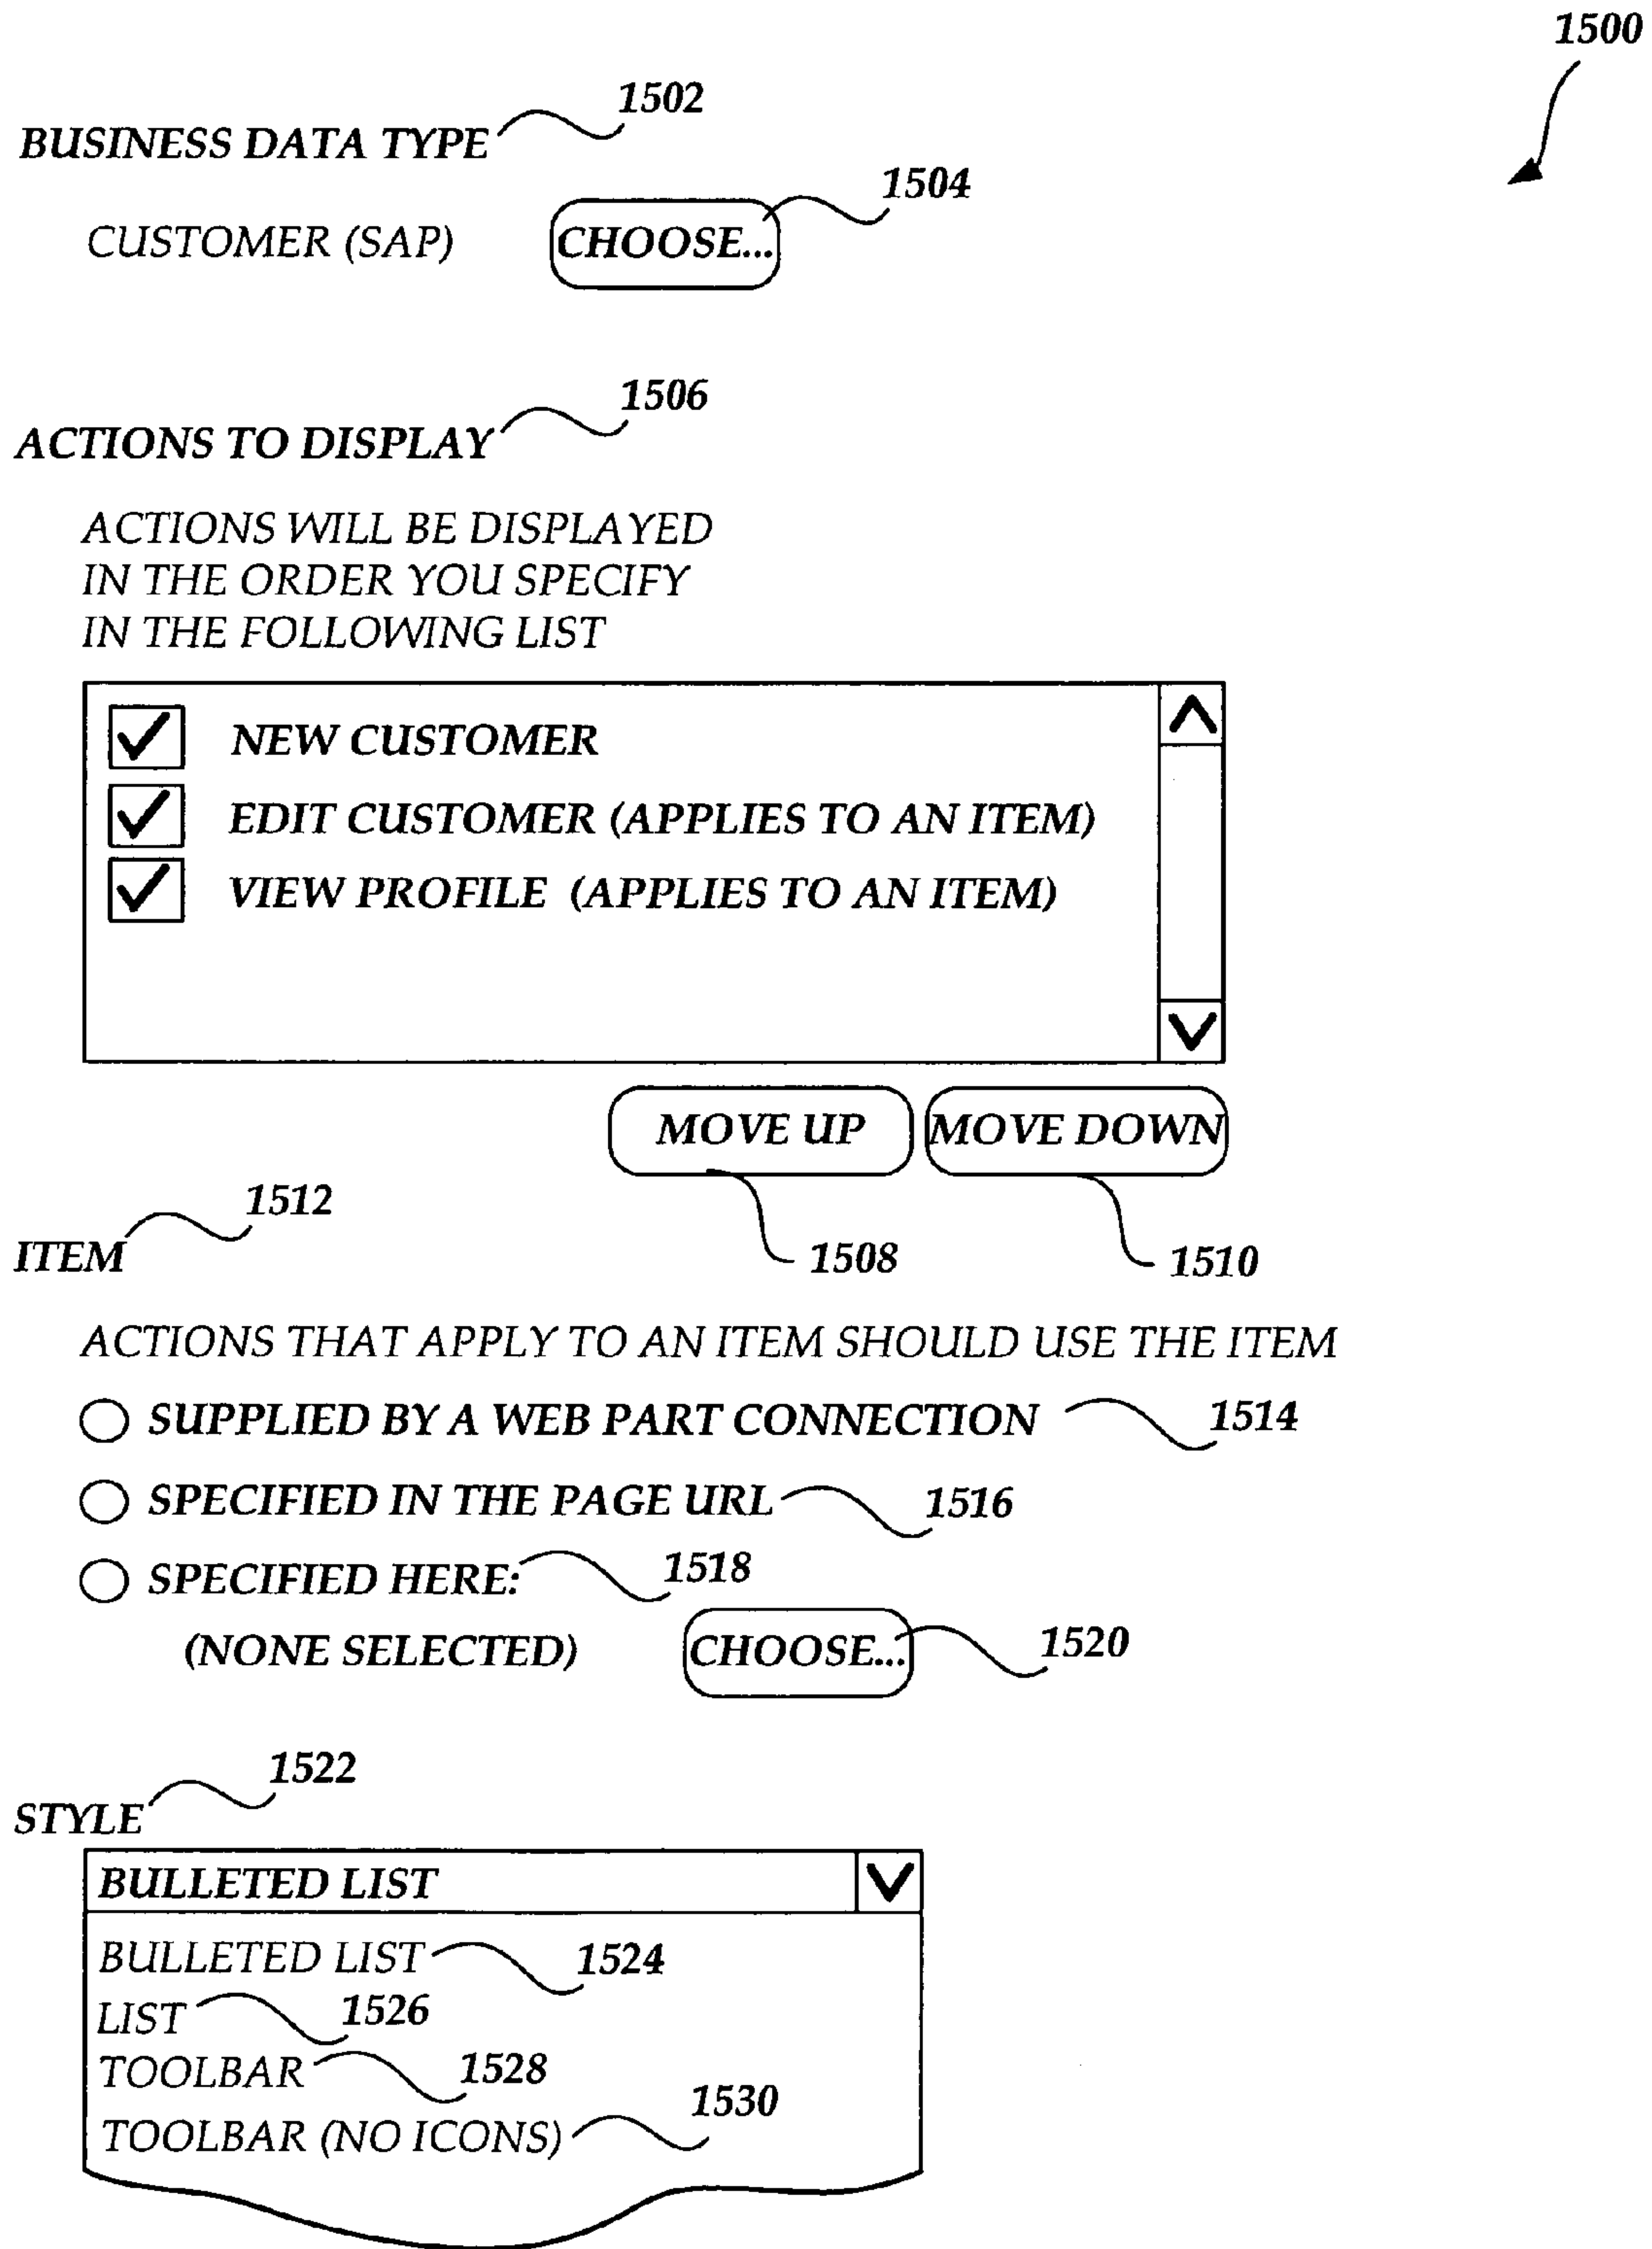 1500
1502
BUSINESS DATA TYPE
1504
CUSTOMER (SAP) CHOOSE...
1506
ACTIONS TO DISPLAY
ACTIONS WILL BE DISPLAYED
IN THE ORDER YOU SPECIFY
IN THE FOLLOWING LIST
NEW CUSTOMER
EDIT CUSTOMER (APPLIES TO AN ITEM)
VIEW PROFILE (APPLIES TO AN ITEM)
MOVE UP MOVE DOWN
1512
ITEM
1508 1510
ACTIONS THAT APPLY TO AN ITEM SHOULD USE THE ITEM
SUPPLIED BY A WEB PART CONNECTION 1514
SPECIFIED IN THE PAGE URL 1516
SPECIFIED HERE: 1518
(NONE SELECTED) CHOOSE... 1520
1522
STYLE
BULLETED LIST
BULLETED LIST 1524
LIST 1526
TOOLBAR 1528
TOOLBAR (NO ICONS) 1530